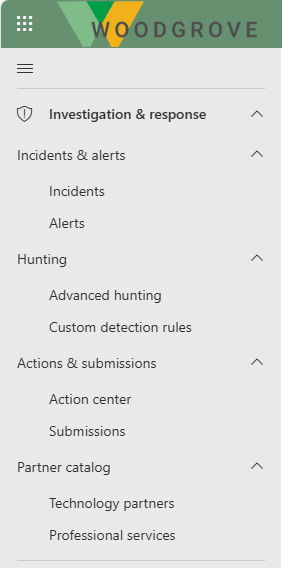 WOODGROVE
Investigation & response
Incidents & alerts
Incidents
Alerts
Hunting
Advanced hunting
Custom detection rules
Actions & submissions
Action center
Submissions
Partner catalog
Technology partners
Professional services